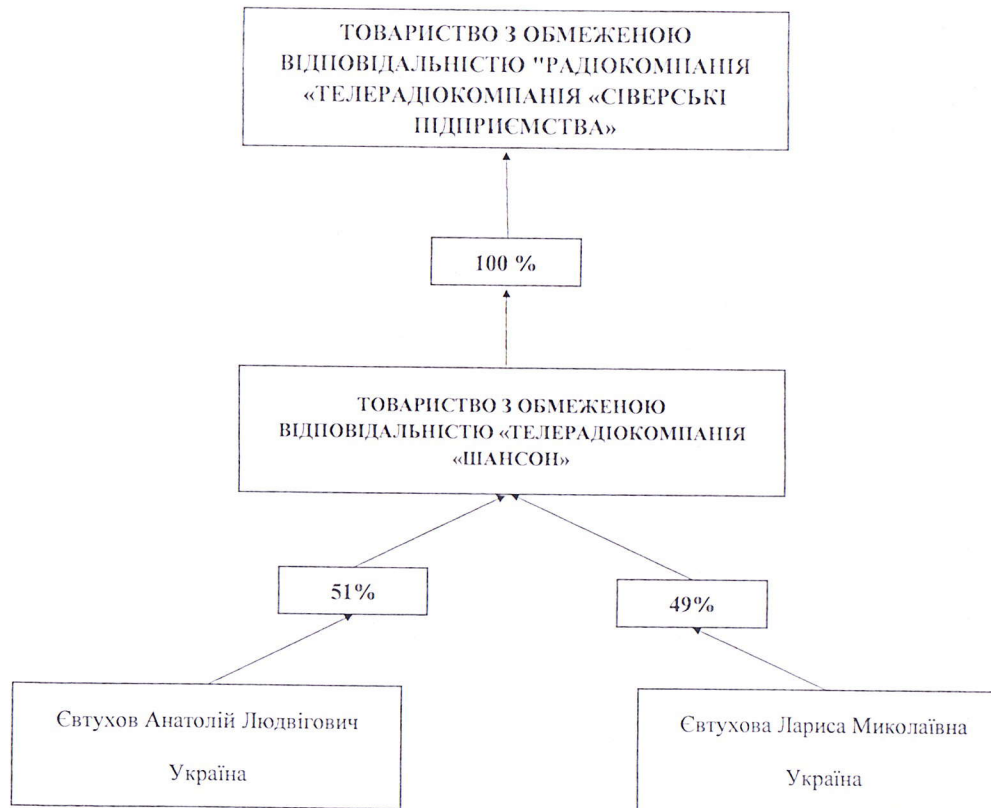 ТОВАРИСТВО З ОБМЕЖЕНОЮ
ВІДПОВІДАЛЬНІСТЮ "РАДІОКОМПАНІЯ
«ТЕЛЕРАДІОКОМПАНІЯ «СІВЕРСЬКІ
ПІДПРИЄМСТВА»
100 %
ТОВАРИСТВО З ОБМЕЖЕНОЮ
ВІДПОВІДАЛЬНІСТЮ «ТЕЛЕРАДІОКОМПАНІЯ
«ШАНСОН»
51%
49%
Євтухов Анатолій Людвігович
Україна
Євтухова Лариса Миколаївна
Україна